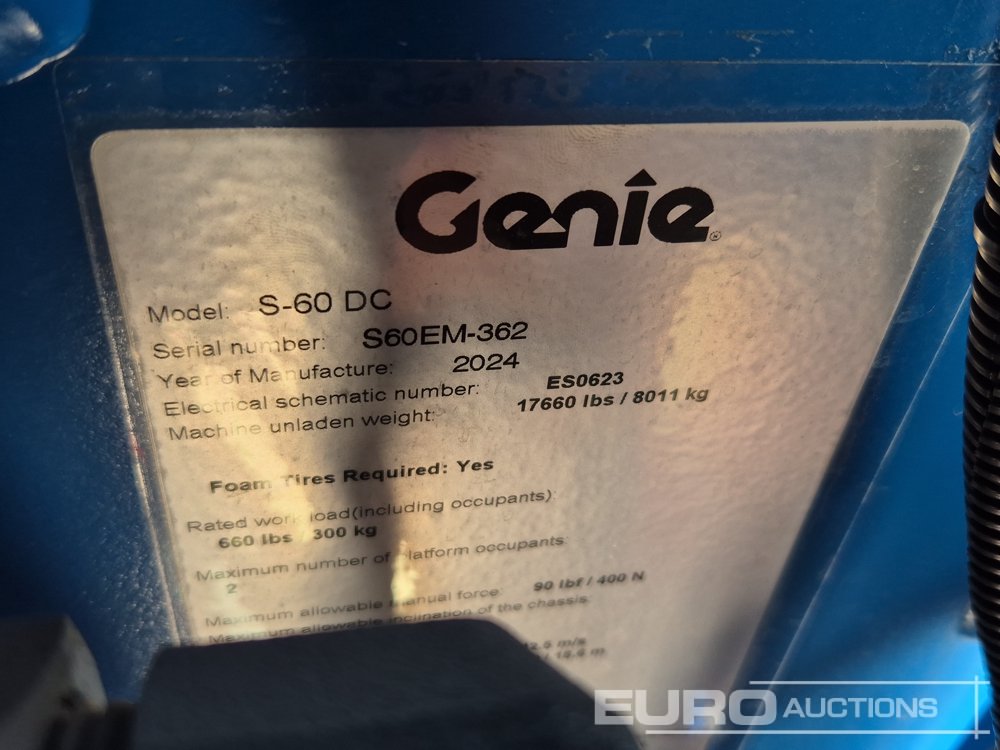 Genie
Model: S-60 DC
Serial number: S60EM-362
Year of Manufacture: 2024
Electrical schematic number: ES0623
Machine unladen weight: 17660 lbs / 8011 kg
Foam Tires Required: Yes
Rated work load(including occupants):
660 lbs 300 kg
Maximum number of platform occupants:
2
Maximum allowable manual force: 90 lbf / 400 N
Maximum allowable inclination of the chassis:
m/s
m
EURO AUCTIONS